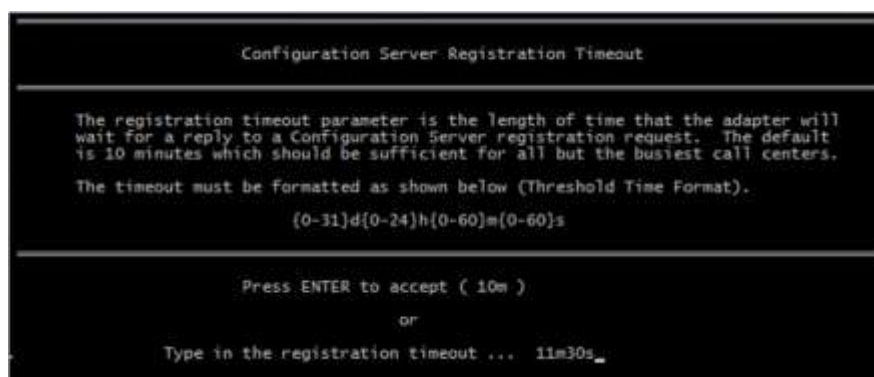 Configuration Server Registration Timeout
The registration timeout parameter is the length of time that the adapter will
wait for a reply to a Configuration Server registration request.  The default
is 10 minutes which should be sufficient for all but the busiest call centers.
The timeout must be formatted as shown below (Threshold Time Format).
{0-31}d{0-24}h{0-60}m{0-60}s
Press ENTER to accept ( 10m )
or
Type in the registration timeout ...  11m30s_